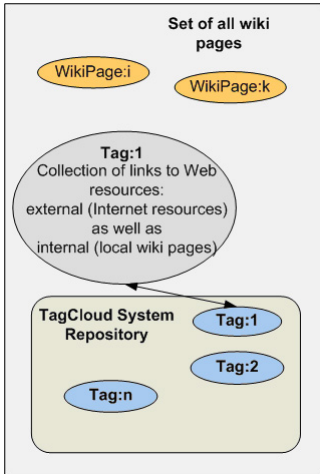 Set of all wiki
pages
WikiPage:i
WikiPage:k
Tag:1
Collection of links to Web
resources:
external (Internet resources)
as well as
internal (local wiki pages)
TagCloud System
Repository
Tag:1
Tag:2
Tag:n